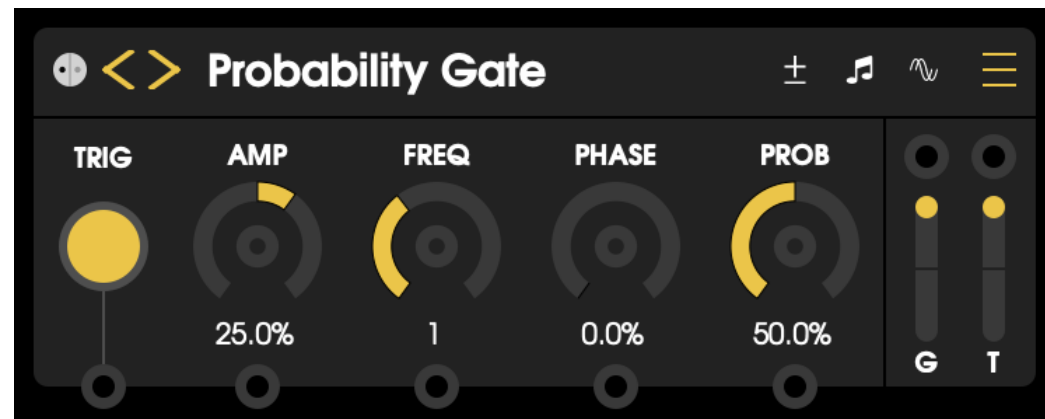 Probability Gate ±
TRIG AMP FREQ PHASE PROB
25.0% 1 0.0% 50.0%
G T